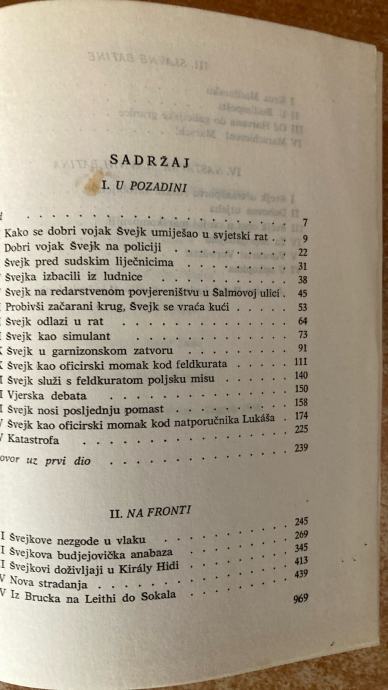 SADRŽAJ
I. U POZADINI
. . . 7
Kako se dobri vojak Švejk umiješao u svjetski rat . . 9
Dobri vojak Švejk na policiji . . . 22
Švejk pred sudskim liječnicima . . . 31
Švejka izbacili iz ludnice . . . 38
Švejk na redarstvenom povjereništvu u Salmovoj ulici . 45
Probivši začarani krug, Švejk se vraća kući . . . 53
Švejk odlazi u rat . . . 64
Švejk kao simulant . . . 73
Švejk u garnizonskom zatvoru . . . 91
Švejk kao oficirski momak kod feldkurata . . . 111
Švejk služi s feldkuratom poljsku misu . . . 140
Vjerska debata . . . 150
Švejk nosi posljednju pomast . . . 158
Švejk kao oficirski momak kod natporučnika Lukáša . 174
Katastrofa . . . 225
ovor uz prvi dio . . . 239
II. NA FRONTI
I Švejkove nezgode u vlaku . . . 245
I Švejkova budjejovička anabaza . . . 269
I Švejkovi doživljaji u Király Hidi . . . 345
V Nova stradanja . . . 413
V Iz Brucka na Leithi do Sokala . . . 439
969